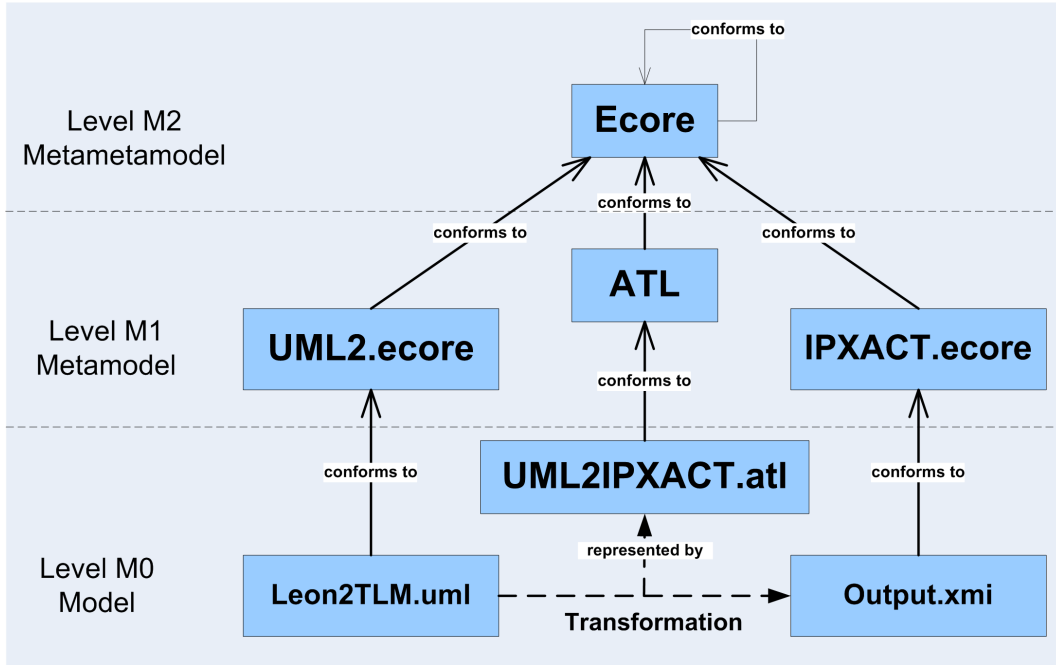 conforms to
Ecore
Level M2
Metametamodel
conforms to
conforms to
conforms to
ATL
Level M1
Metamodel
UML2.ecore
IPXACT.ecore
conforms to
conforms to
conforms to
UML2IPXACT.atl
represented by
Level M0
Model
Leon2TLM.uml
Output.xmi
Transformation